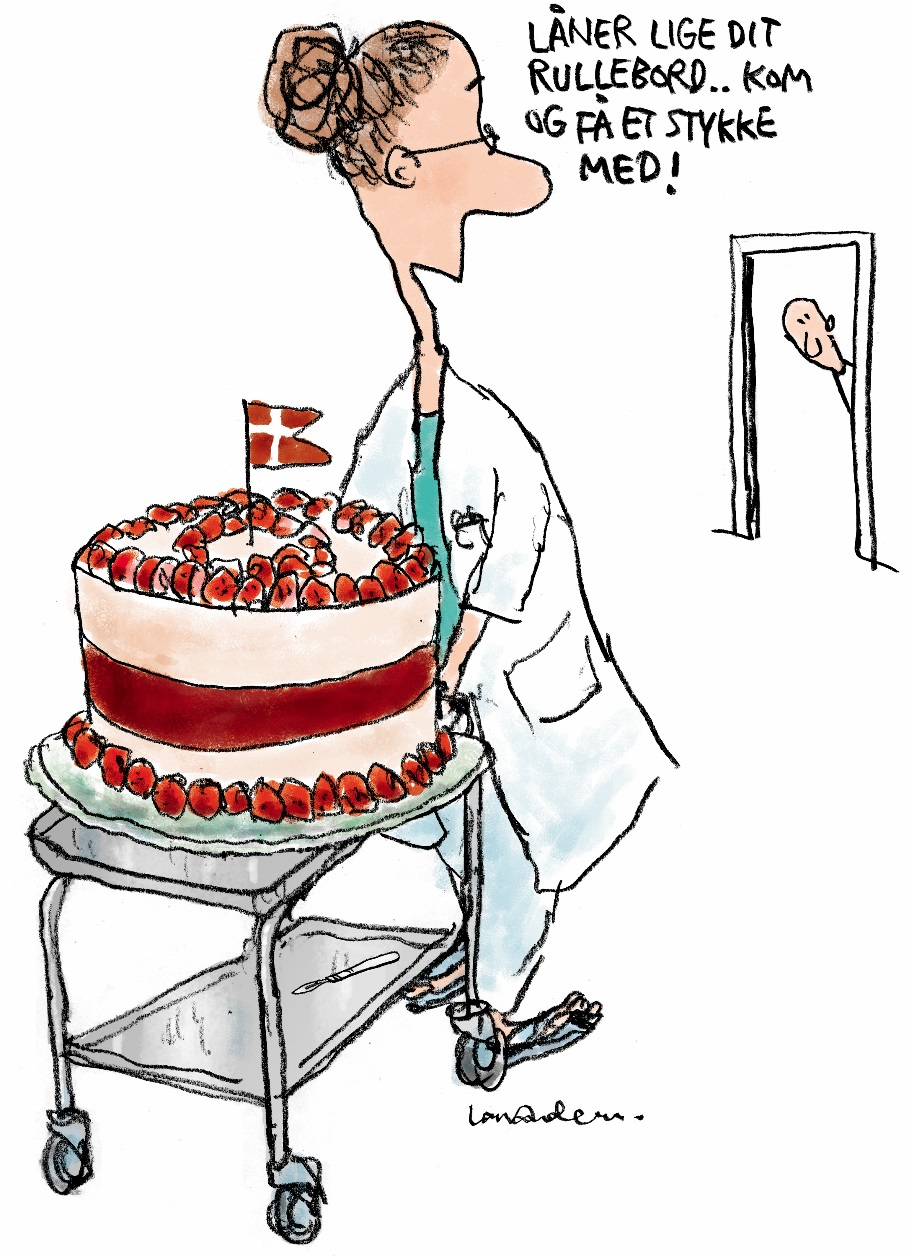 LÅNER LIGE DIT
RULLEBORD.. KOM
OG FÅ ET STYKKE
MED!